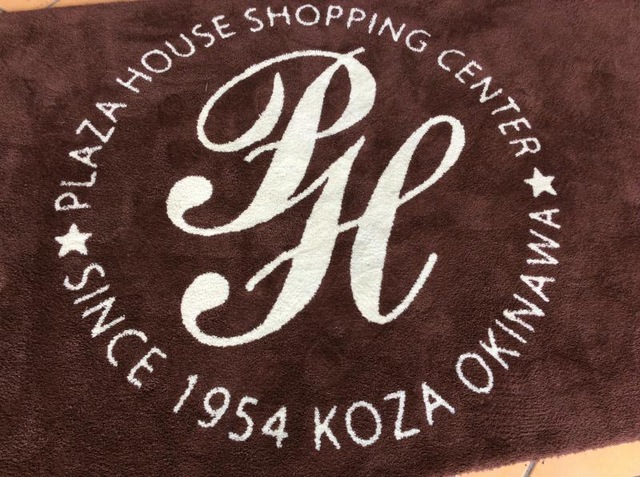 PLAZA HOUSE SHOPPING CENTER
PH
SINCE 1954 KOZA OKINAWA